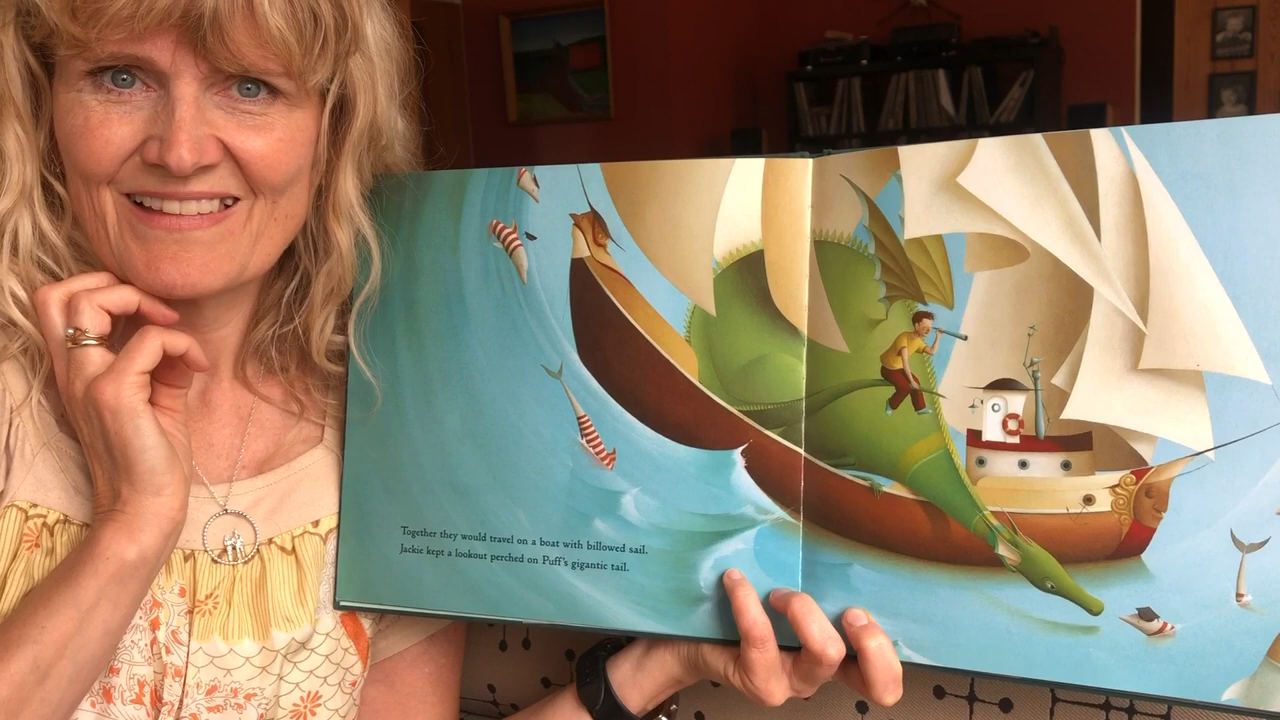 Together they would travel on a boat with billowed sail.
Jackie kept a lookout perched on Puff's gigantic tail.